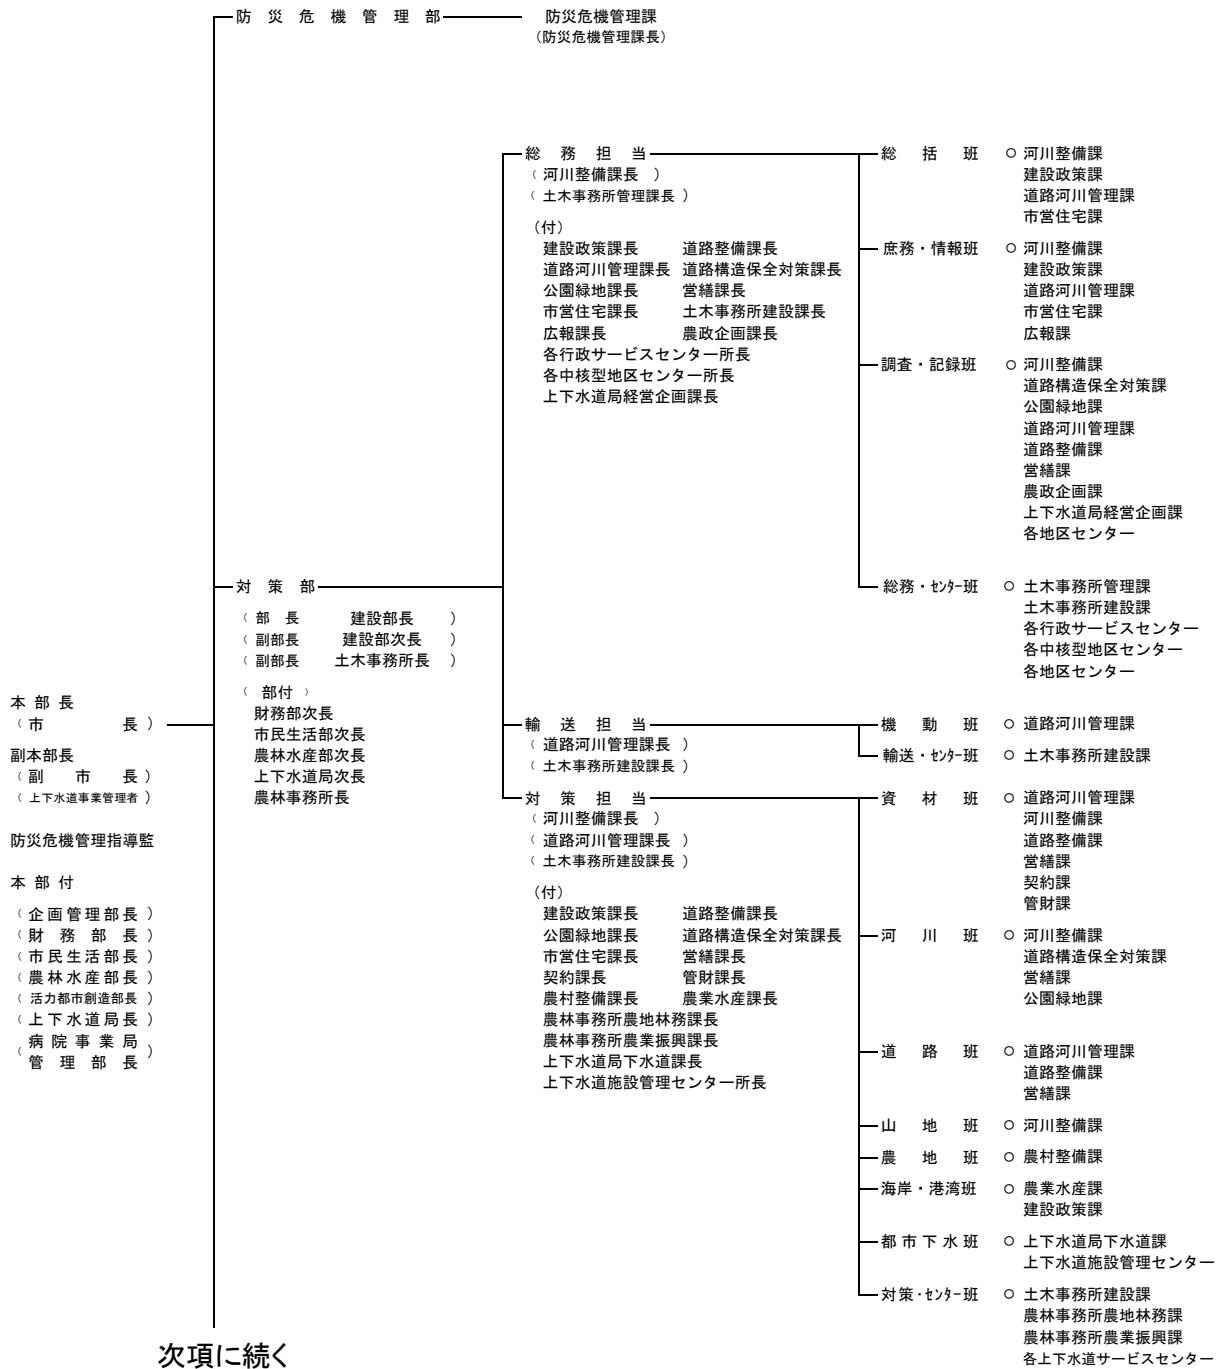 防災危機管理部
防災危機管理課
(防災危機管理課長)
本部長
(市長)
副本部長
(副市長)
(上下水道事業管理者)
防災危機管理指導監
本部付
(企画管理部長)
(財務部長)
(市民生活部長)
(農林水産部長)
(活力都市創造部長)
(上下水道局長)
(病院事業局
管理部長)
対策部
(部長 建設部長)
(副部長 建設部次長)
(副部長 土木事務所長)
(部付)
財務部次長
市民生活部次長
農林水産部次長
上下水道局次長
農林事務所長
総務担当
(河川整備課長)
(土木事務所管理課長)
(付)
建設政策課長 道路整備課長
道路河川管理課長 道路構造保全対策課長
公園緑地課長 営繕課長
市営住宅課長 土木事務所建設課長
広報課長 農政企画課長
各行政サービスセンター所長
各中核型地区センター所長
上下水道局経営企画課長
総括班 ○ 河川整備課
建設政策課
道路河川管理課
市営住宅課
庶務・情報班 ○ 河川整備課
建設政策課
道路河川管理課
市営住宅課
広報課
調査・記録班 ○ 河川整備課
道路構造保全対策課
公園緑地課
道路河川管理課
道路整備課
営繕課
農政企画課
上下水道局経営企画課
各地区センター
総務・センター班 ○ 土木事務所管理課
土木事務所建設課
各行政サービスセンター
各中核型地区センター
各地区センター
輸送担当
(道路河川管理課長)
(土木事務所建設課長)
機動班 ○ 道路河川管理課
輸送・センター班 ○ 土木事務所建設課
対策担当
(河川整備課長)
(道路河川管理課長)
(土木事務所建設課長)
(付)
建設政策課長 道路整備課長
公園緑地課長 道路構造保全対策課長
市営住宅課長 営繕課長
契約課長 管財課長
農村整備課長 農業水産課長
農林事務所農地林務課長
農林事務所農業振興課長
上下水道局下水道課長
上下水道施設管理センター所長
資材班 ○ 道路河川管理課
河川整備課
道路整備課
営繕課
契約課
管財課
河川班 ○ 河川整備課
道路構造保全対策課
営繕課
公園緑地課
道路班 ○ 道路河川管理課
道路整備課
営繕課
山地班 ○ 河川整備課
農地班 ○ 農村整備課
海岸・港湾班 ○ 農業水産課
建設政策課
都市下水班 ○ 上下水道局下水道課
上下水道施設管理センター
対策・センター班 ○ 土木事務所建設課
農林事務所農地林務課
農林事務所農業振興課
各上下水道サービスセンター
次項に続く